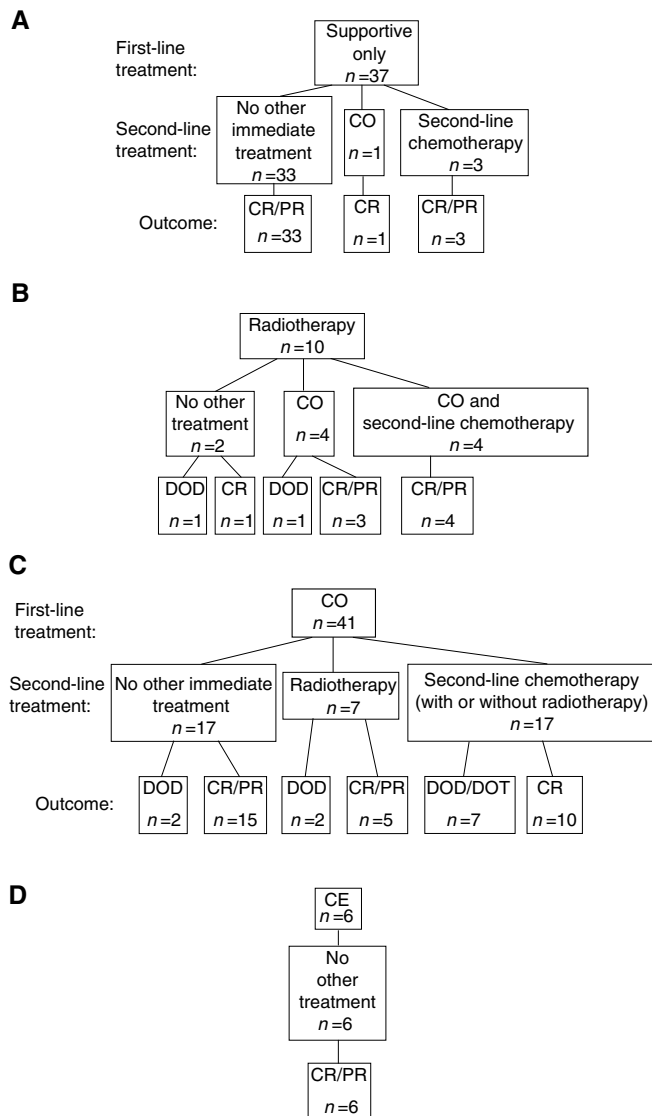 A
First-line
treatment:
Supportive
only
n=37
Second-line
treatment:
No other
immediate
treatment
n=33
CO
n=1
Second-line
chemotherapy
n=3
Outcome:
CR/PR
n=33
CR
n=1
CR/PR
n=3
B
Radiotherapy
n=10
No other
treatment
n=2
CO
n=4
CO and
second-line chemotherapy
n=4
DOD
n=1
CR
n=1
DOD
n=1
CR/PR
n=3
CR/PR
n=4
C
First-line
treatment:
CO
n=41
Second-line
treatment:
No other immediate
treatment
n=17
Radiotherapy
n=7
Second-line chemotherapy
(with or without radiotherapy)
n=17
Outcome:
DOD
n=2
CR/PR
n=15
DOD
n=2
CR/PR
n=5
DOD/DOT
n=7
CR
n=10
D
CE
n=6
No
other
treatment
n=6
CR/PR
n=6